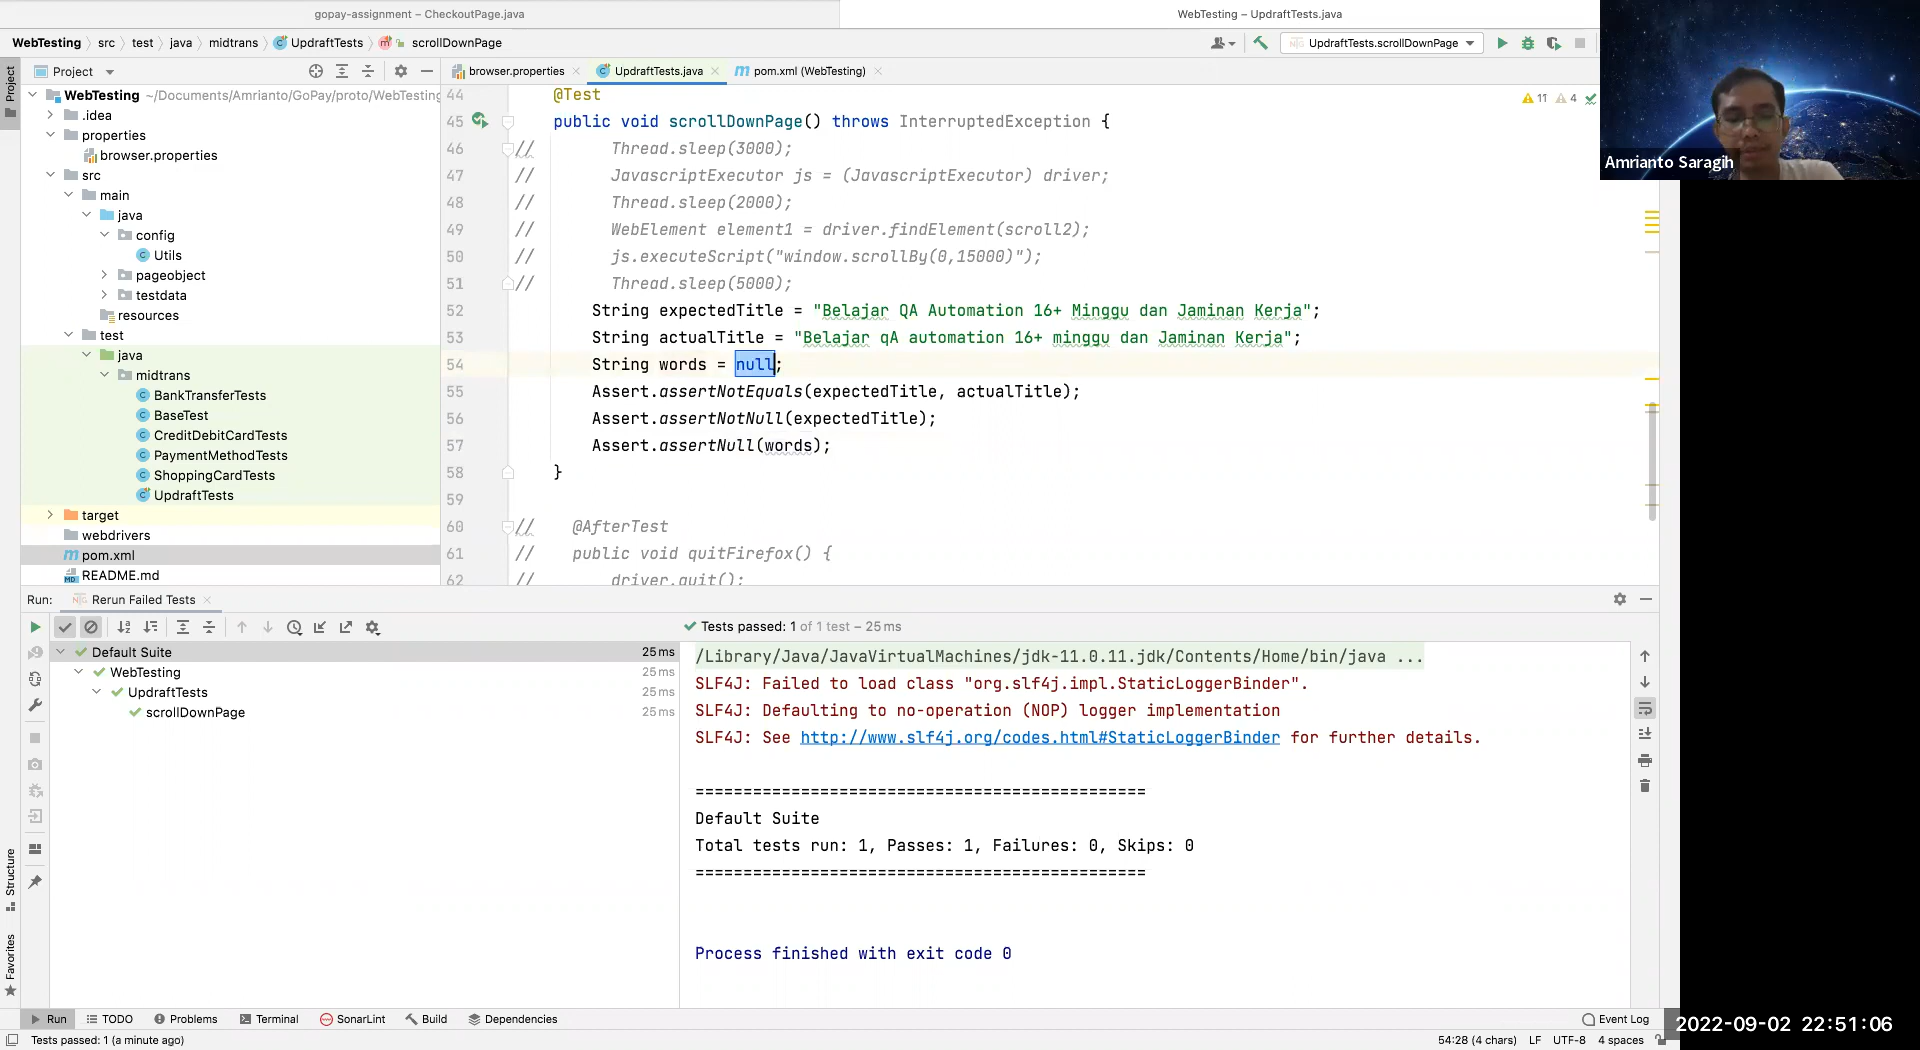 gopay-assignment – CheckoutPage.java
WebTesting – UpdraftTests.java
WebTesting src test java midtrans UpdraftTests scrollDownPage
UpdraftTests.scrollDownPage
Project
Project
browser.properties
UpdraftTests.java
pom.xml (WebTesting)
WebTesting ~/Documents/Amrianto/GoPay/proto/WebTesting
.idea
properties
browser.properties
src
main
java
config
Utils
pageobject
testdata
resources
test
java
midtrans
BankTransferTests
BaseTest
CreditDebitCardTests
PaymentMethodTests
ShoppingCardTests
UpdraftTests
target
webdrivers
pom.xml
README.md
11 4
44 @Test
45 public void scrollDownPage() throws InterruptedException {
46 // Thread.sleep(3000);
47 // JavascriptExecutor js = (JavascriptExecutor) driver;
48 // Thread.sleep(2000);
49 // WebElement element1 = driver.findElement(scroll2);
50 // js.executeScript("window.scrollBy(0,15000)");
51 // Thread.sleep(5000);
52 String expectedTitle = "Belajar QA Automation 16+ Minggu dan Jaminan Kerja";
53 String actualTitle = "Belajar qA automation 16+ minggu dan Jaminan Kerja";
54 String words = null;
55 Assert.assertNotEquals(expectedTitle, actualTitle);
56 Assert.assertNotNull(expectedTitle);
57 Assert.assertNull(words);
58 }
59
60 // @AfterTest
61 // public void quitFirefox() {
62 // driver.quit();
Amrianto Saragih
Run: Rerun Failed Tests
Tests passed: 1 of 1 test – 25 ms
Default Suite 25 ms
WebTesting 25 ms
UpdraftTests 25 ms
scrollDownPage 25 ms
/Library/Java/JavaVirtualMachines/jdk-11.0.11.jdk/Contents/Home/bin/java ...
SLF4J: Failed to load class "org.slf4j.impl.StaticLoggerBinder".
SLF4J: Defaulting to no-operation (NOP) logger implementation
SLF4J: See http://www.slf4j.org/codes.html#StaticLoggerBinder for further details.
===============================================
Default Suite
Total tests run: 1, Passes: 1, Failures: 0, Skips: 0
===============================================
Process finished with exit code 0
Structure
Favorites
Run TODO Problems Terminal SonarLint Build Dependencies
Event Log
Tests passed: 1 (a minute ago)
54:28 (4 chars) LF UTF-8 4 spaces
2022-09-02 22:51:06